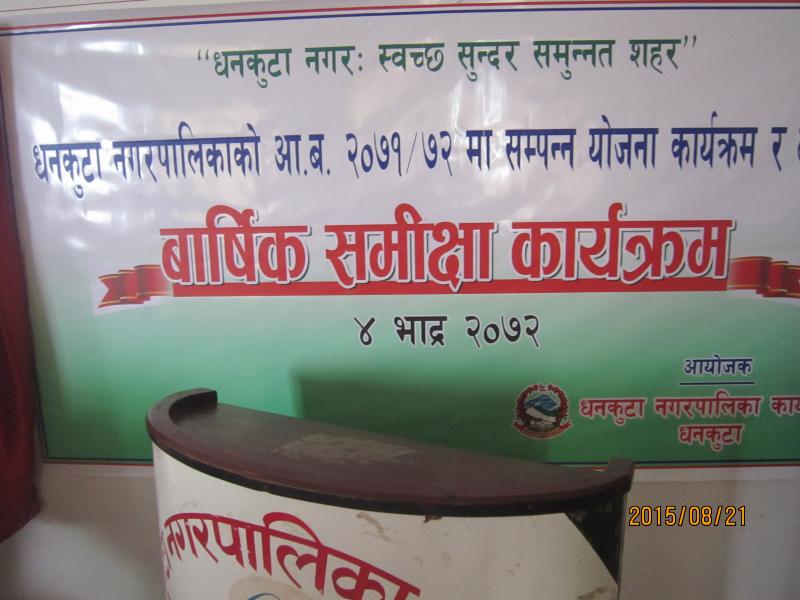 "धनकुटा नगरः स्वच्छ सुन्दर समुन्नत शहर"
धनकुटा नगरपालिकाको आ.ब. २०७१/७२ मा सम्पन्न योजना कार्यक्रम र
बार्षिक समीक्षा कार्यक्रम
४ भाद्र २०७२
आयोजक
धनकुटा नगरपालिका
धनकुटा
नगरपालिका
2015/08/21